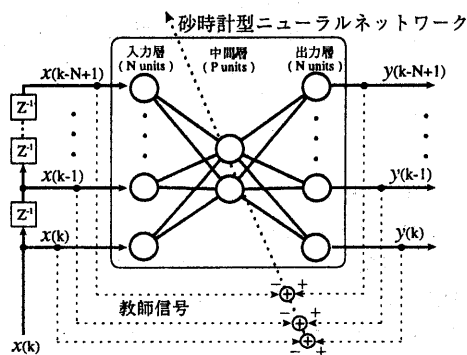 砂時計型ニューラルネットワーク
入力層
(N units)
中間層
(P units)
出力層
(N units)
x(k-N+1)
y(k-N+1)
Z⁻¹
Z⁻¹
x(k-1)
y(k-1)
Z⁻¹
x(k)
y(k)
教師信号
− +
− +
− +
x(k)